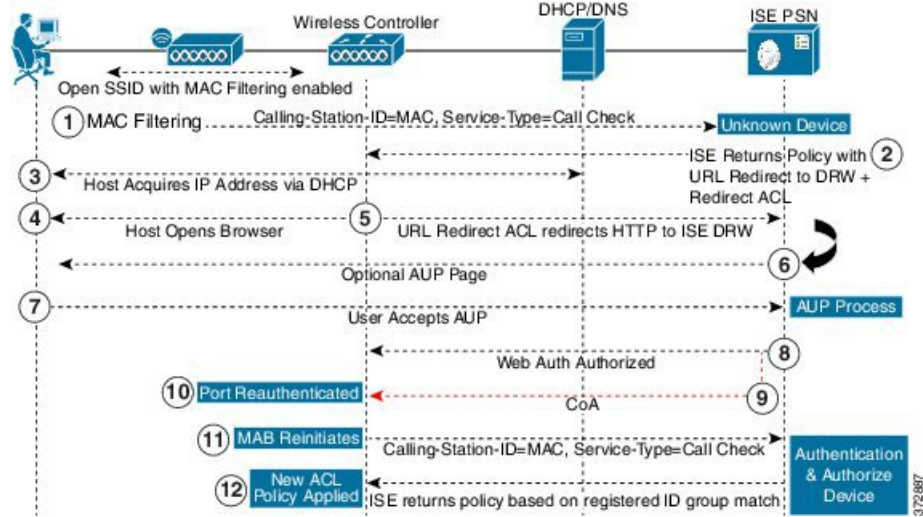 Wireless Controller
DHCP/DNS
ISE PSN
Open SSID with MAC Filtering enabled
1 MAC Filtering
Calling-Station-ID=MAC, Service-Type=Call Check
Unknown Device
ISE Returns Policy with
URL Redirect to DRW +
Redirect ACL
2
3
Host Acquires IP Address via DHCP
4
Host Opens Browser
5
URL Redirect ACL redirects HTTP to ISE DRW
Optional AUP Page
6
7
User Accepts AUP
AUP Process
8
Web Auth Authorized
10 Port Reauthenticated
CoA
9
11 MAB Reinitiates
Calling-Station-ID=MAC, Service-Type=Call Check
12 New ACL
Policy Applied
ISE returns policy based on registered ID group match
Authentication
& Authorize
Device
372887